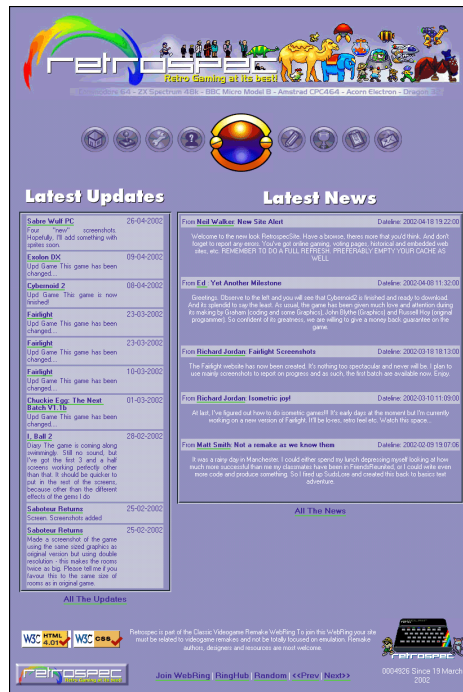 retrospec
Retro Gaming at its best!
64 - ZX Spectrum 48k - BBC Micro Model B - Amstrad CPC464 - Acorn Electron - Dragon
Latest Updates
Sabre Wulf PC 26-04-2002
Four "new" screenshots.
Hopefully, I'll add something with
sprites soon.
Exolon DX 09-04-2002
Upd Game This game has been
changed....
Cybernoid 2 08-04-2002
Upd Game This game is now
finished!
Fairlight 23-03-2002
Upd Game This game has been
changed....
Fairlight 23-03-2002
Upd Game This game has been
changed....
Fairlight 10-03-2002
Upd Game This game has been
changed....
Chuckie Egg: The Next 01-03-2002
Batch V1.1b
Upd Game This game has been
changed....
I, Ball 2 28-02-2002
Diary The game is coming along
swimmingly. Still no sound, but
I've got the first 3 and a half
screens working perfectly other
than that. It should be quicker to
put in the rest of the screens,
because other than the different
effects of the gems I do
Saboteur Returns 25-02-2002
Screen: Screenshots added
Saboteur Returns 25-02-2002
Made a screenshot of the game
using the same sized graphics as
original version but using double
resolution - this makes the rooms
twice as big. Please tell me if you
favour this to the same size of
rooms as in original game.
All The Updates
Latest News
From Neil Walker: New Site Alert Dateline: 2002-04-18 19:22:00
Welcome to the new look RetrospecSite. Have a browse, theres more that you'd think. And don't
forget to report any errors. You've got online gaming, voting pages, historical and embedded web
sites, etc. REMEMBER TO DO A FULL REFRESH. PREFERABLY EMPTY YOUR CACHE AS
WELL
From Ed : Yet Another Milestone Dateline: 2002-04-08 11:32:00
Greetings. Observe to the left and you will see that Cybernoid2 is finished and ready to download.
And its splendid to say the least. As usual, the game has been given much love and attention during
its making by Graham (coding and some graphics), John Blythe (Graphics) and Russell Hoy (original
programmer). So confident of its greatness, we are willing to give a money back guarantee on the
game.
From Richard Jordan: Fairlight Screenshots Dateline: 2002-03-18 18:13:00
The Fairlight website has now been created. It's nothing too spectacular and never will be. I plan to
use mainly screenshots to report on progress and as such, the first batch are available now. Enjoy.
From Richard Jordan: Isometric joy! Dateline: 2002-03-10 11:09:00
At last, I've figured out how to do isometric games!!! It's early days at the moment but I'm currently
working on a new version of Fairlight. It'll be lo-res, retro feel etc. Watch this space...
From Matt Smith: Not a remake as we know them Dateline: 2002-02-09 19:07:06
It was a rainy day in Manchester. I could either spend my lunch depressing myself looking at how
much more successful than me my classmates have been in FriendsReunited, or I could write even
more code and produce something. So I fired up SudsLore and created this back to basics text
adventure.
All The News
W3C HTML 4.01
W3C CSS
Retrospec is part of the Classic Videogame Remake WebRing To join this WebRing your site
must be related to videogame remakes and not be totally focused on emulation. Remake
authors, designers and resources are most welcome.
retrospec
Join WebRing | RingHub | Random | <<Prev | Next>>
0004926 Since 19 March
2002